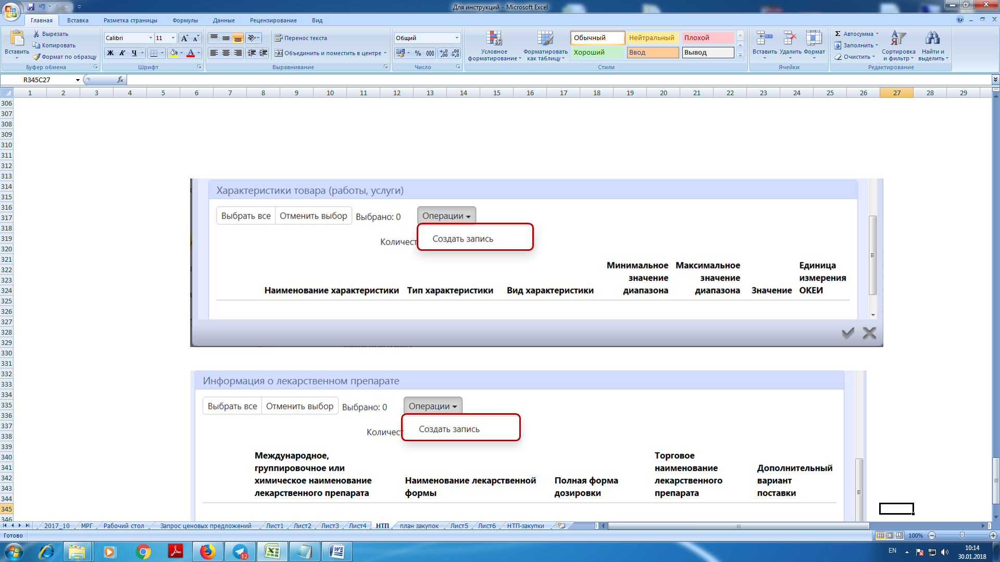 Для инструкций - Microsoft Excel
Главная Вставка Разметка страницы Формулы Данные Рецензирование Вид
Вставить
Вырезать
Копировать
Формат по образцу
Буфер обмена
Calibri 11
Ж К Ч А
Шрифт
Перенос текста
Объединить и поместить в центре
Выравнивание
Общий
% 000
Число
Условное форматирование
Форматировать как таблицу
Обычный Нейтральный Плохой
Хороший Ввод Вывод
Стили
Вставить Удалить Формат
Ячейки
Σ Автосумма
Заполнить
Очистить
Сортировка и фильтр
Найти и выделить
Редактирование
R345C27 fx
1 2 3 4 5 6 7 8 9 10 11 12 13 14 15 16 17 18 19 20 21 22 23 24 25 26 27 28 29
306
307
308
309
310
311
312
313
314
315
316
317
318
319
320
321
322
323
324
325
326
327
328
329
330
331
332
333
334
335
336
337
338
339
340
341
342
343
344
345
346
Характеристики товара (работы, услуги)
Выбрать все Отменить выбор Выбрано: 0 Операции
Количест Создать запись
Наименование характеристики Тип характеристики Вид характеристики Минимальное значение диапазона Максимальное значение диапазона Значение Единица измерения ОКЕИ
Информация о лекарственном препарате
Выбрать все Отменить выбор Выбрано: 0 Операции
Количест Создать запись
Международное, группировочное или химическое наименование лекарственного препарата
Наименование лекарственной формы
Полная форма дозировки
Торговое наименование лекарственного препарата
Дополнительный вариант поставки
2017_10 МРГ Рабочий стол Запрос ценовых предложений Лист1 Лист2 Лист3 Лист4 НТП план закупок Лист5 Лист6 НТП-закупки
Готово 100%
12
EN 10:14
30.01.2018